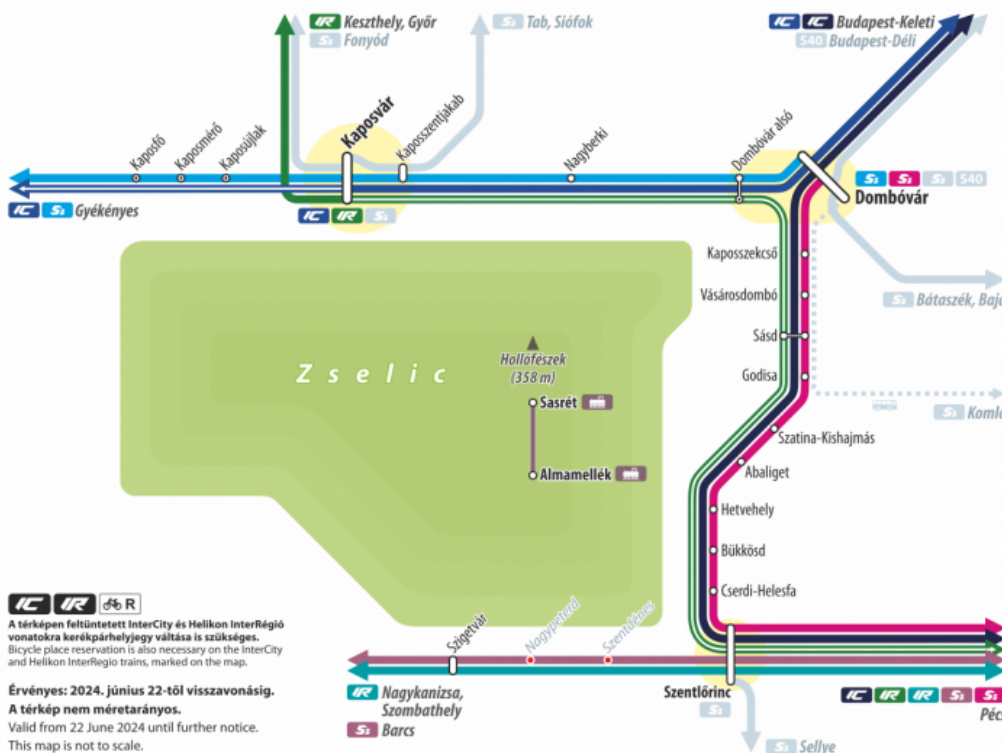 IR Keszthely, Győr
S Fonyód
S Tab, Siófok
IC IC Budapest-Keleti
S40 Budapest-Déli
Kaposfő
Kaposmérő
Kaposújlak
Kaposvár
Kaposszentjakab
Nagyberki
Dombóvár alsó
S S S S40
Dombóvár
IC S Gyékényes
IC IR S
Kaposszekcső
Vásárosdombó
S Bátaszék, Baja
Sásd
Godisa
S Komló
Szatina-Kishajmás
Abaliget
Hetvehely
Bükkösd
Cserdi-Helesfa
Zselic
Hollófészek
(358 m)
Sasrét
Almamellék
IC IR R
A térképen feltüntetett InterCity és Helikon InterRégió
vonatokra kerékpárhelyjegy váltása is szükséges.
Bicycle place reservation is also necessary on the InterCity
and Helikon InterRegio trains, marked on the map.
Érvényes: 2024. június 22-től visszavonásig.
A térkép nem méretarányos.
Valid from 22 June 2024 until further notice.
This map is not to scale.
Szigetvár
Nagypeterd
Szentdénes
IR Nagykanizsa,
Szombathely
S Barcs
Szentlőrinc
S
IC IR IR S S
Pécs
S Sellye